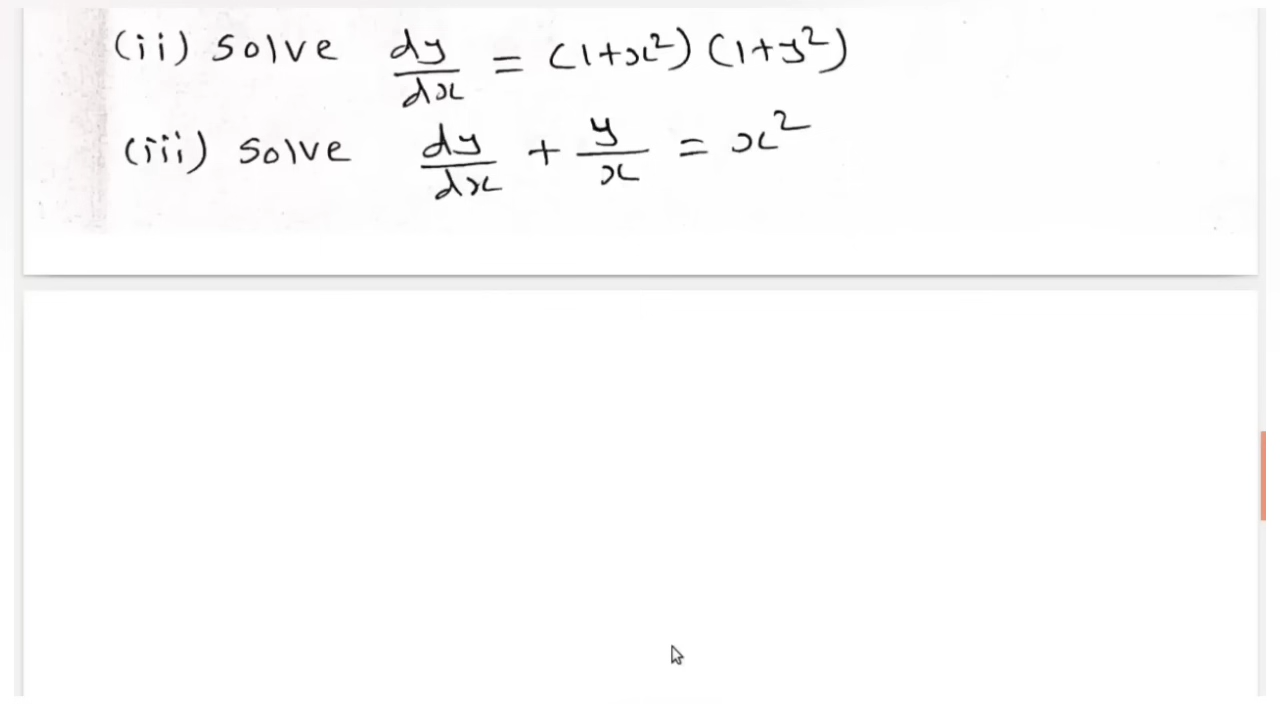 (ii) Solve dy/dx = (1+x²) (1+y²)
(iii) Solve dy/dx + y/x = x²